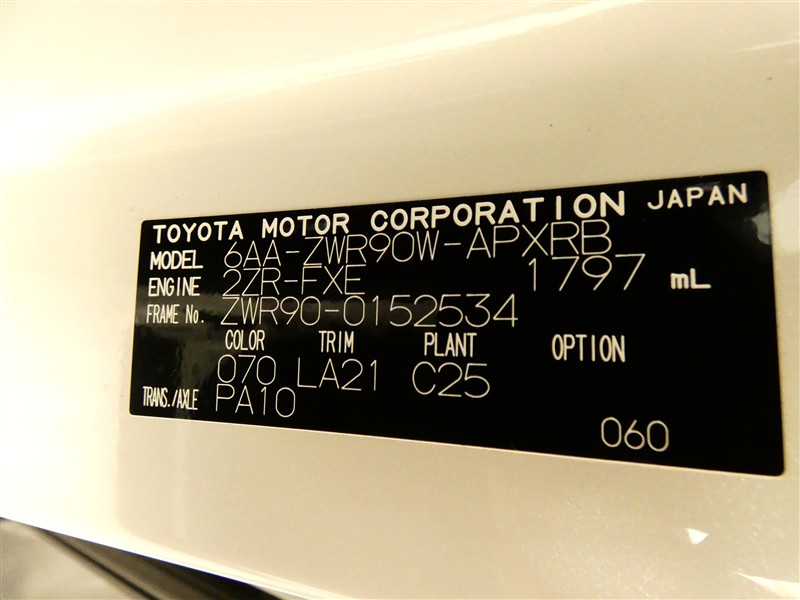 TOYOTA MOTOR CORPORATION JAPAN
MODEL 6AA-ZWR90W-APXRB
ENGINE 2ZR-FXE 1797 mL
FRAME No. ZWR90-0152534
COLOR TRIM PLANT OPTION
070 LA21 C25
TRANS./AXLE PA10
060